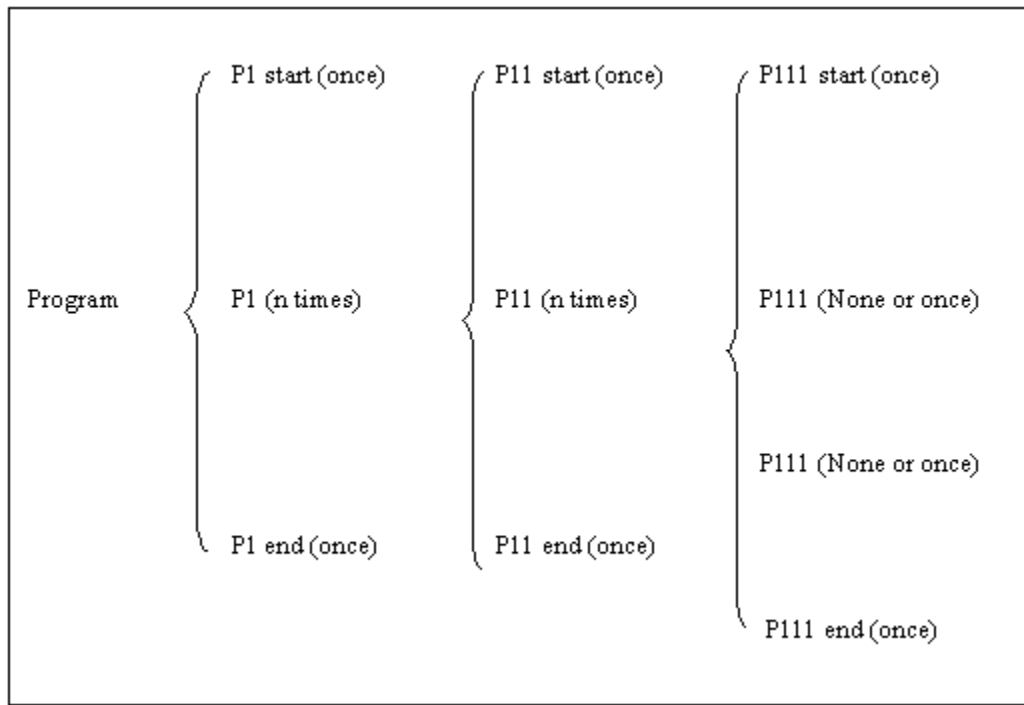 P1 start (once) P11 start (once) P111 start (once)
Program P1 (n times) P11 (n times) P111 (None or once)
P111 (None or once)
P1 end (once) P11 end (once)
P111 end (once)